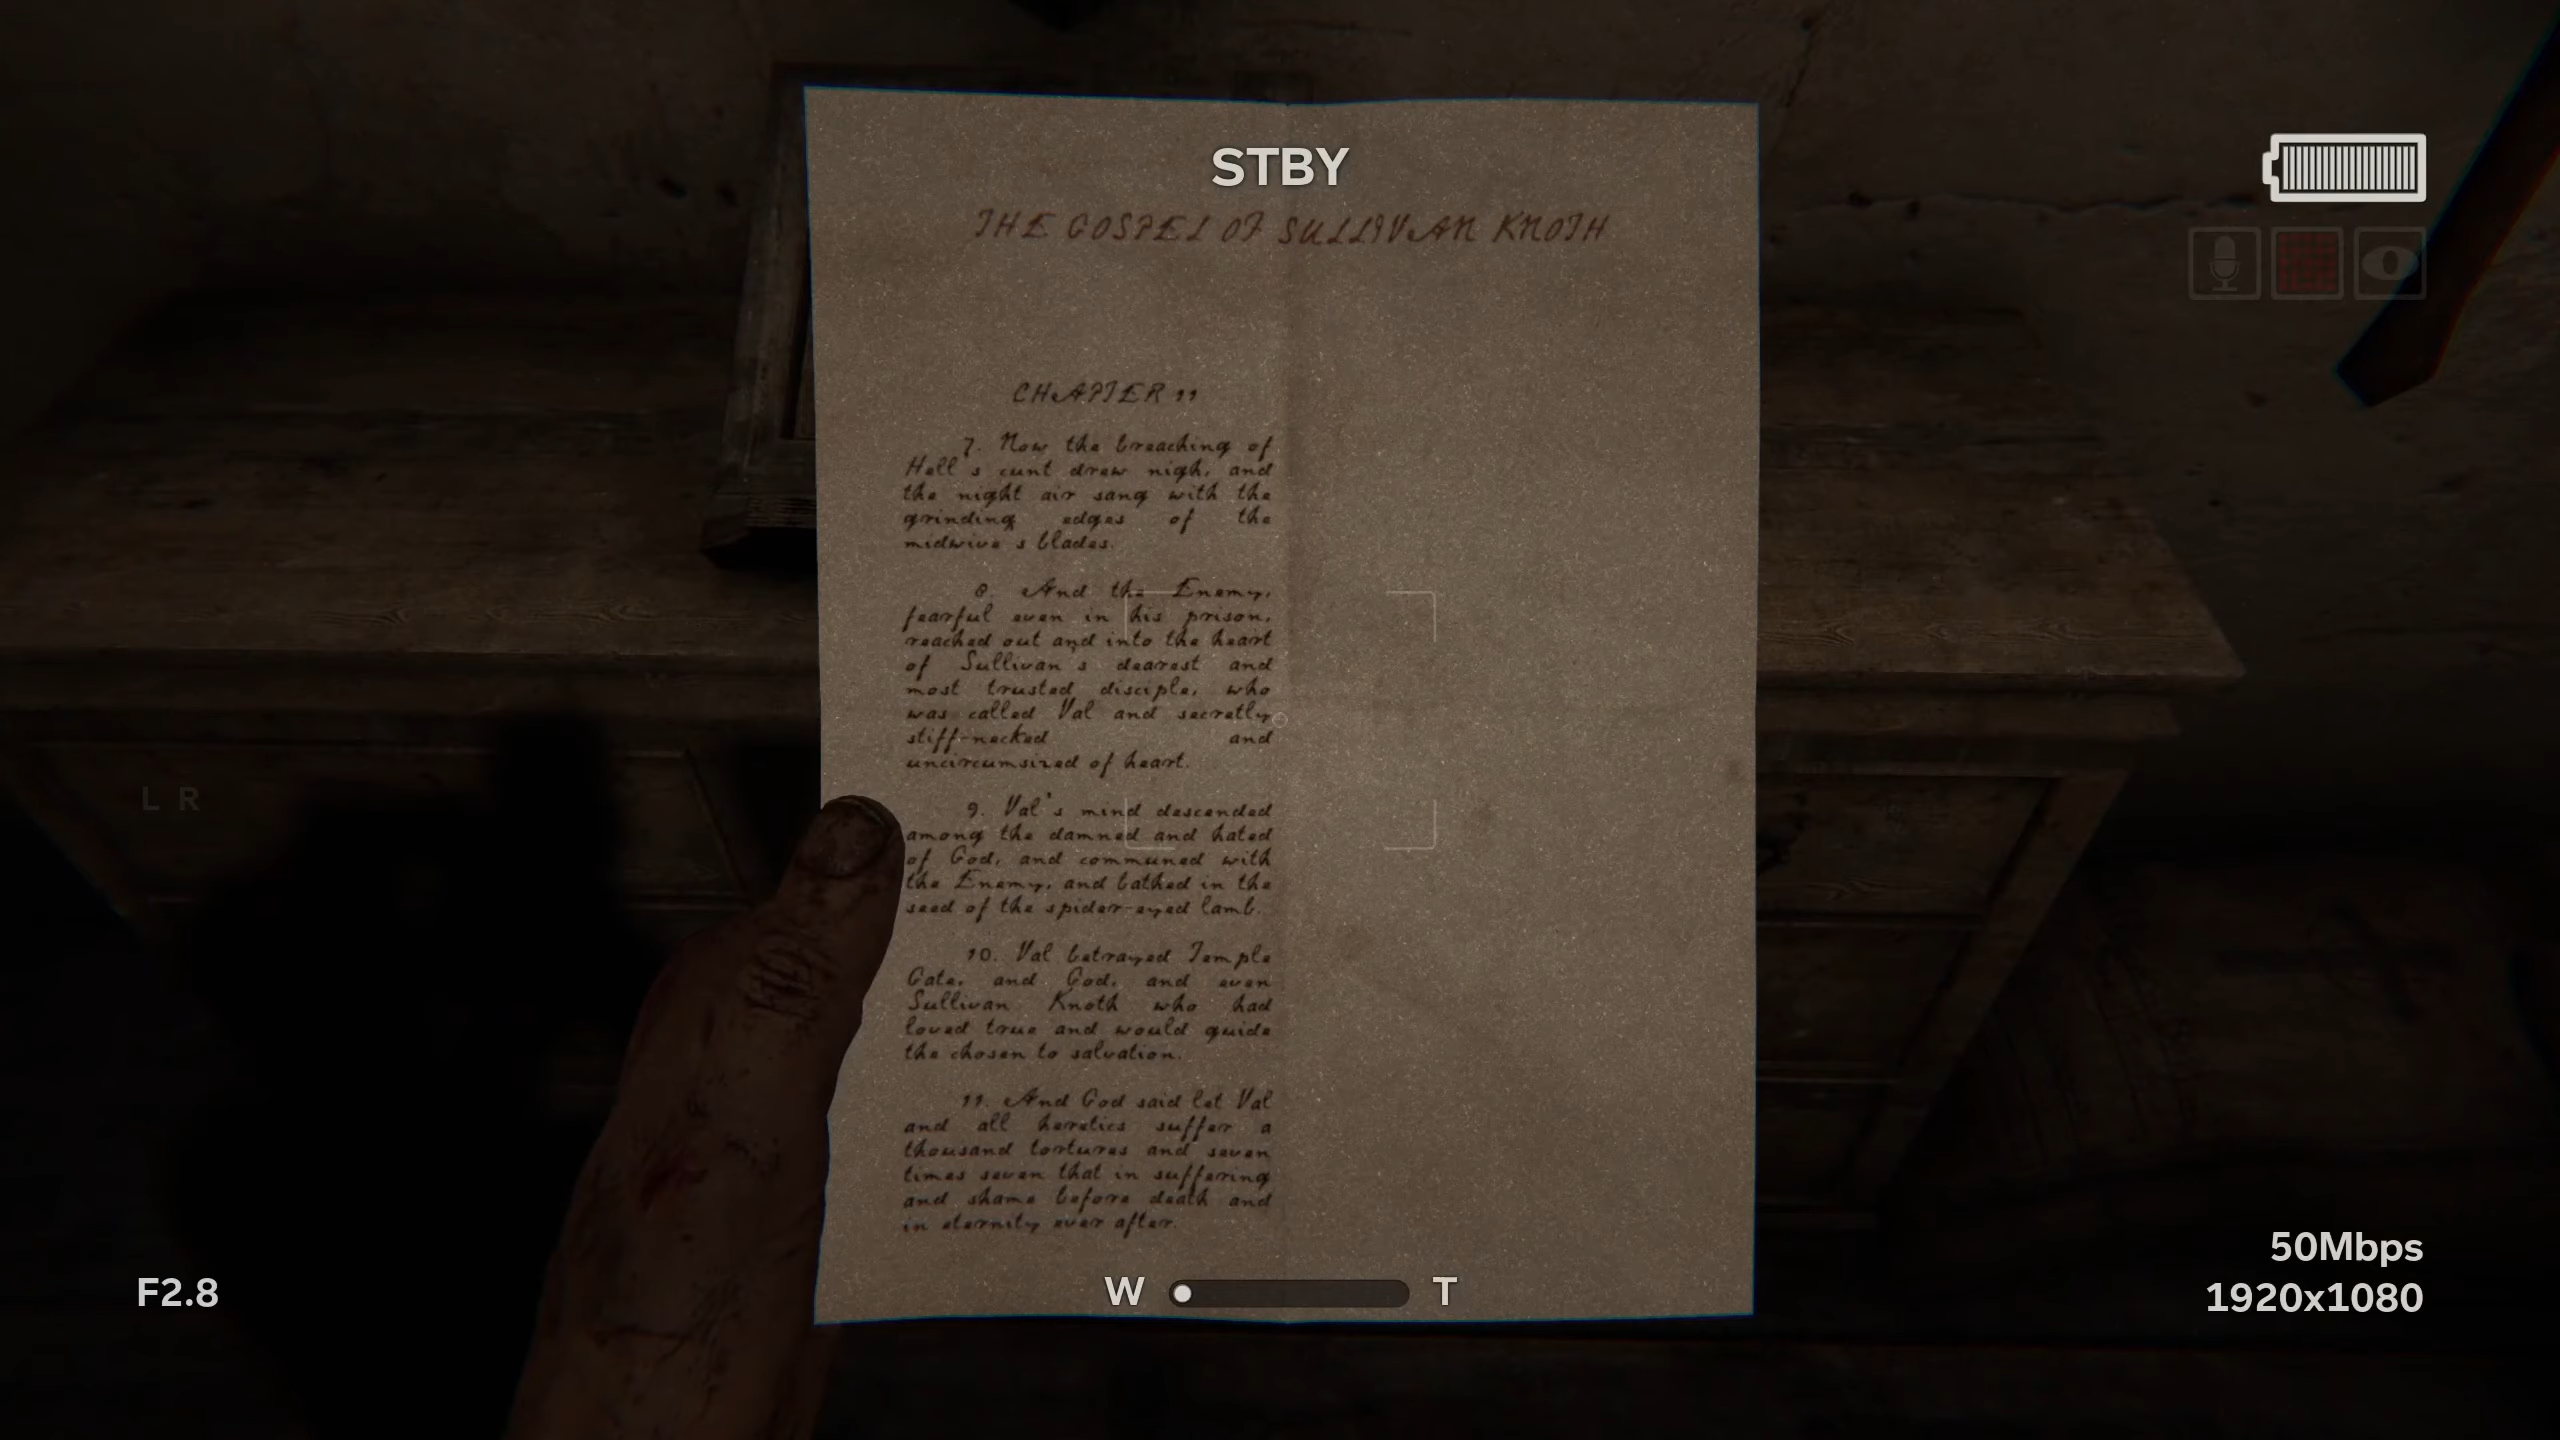 STBY
THE GOSPEL OF SULLIVAN KNOTH
CHAPTER 11
7. Now the breaching of
Hell s cunt drew nigh, and
the night air sang with the
grinding edges of the
midwive s blades.
8. And the Enemy,
fearful even in his prison,
reached out and into the heart
of Sullivan s dearest and
most trusted disciple, who
was called Val and secretly
stiff-necked and
uncircumsized of heart.
9. Val's mind descended
among the damned and hated
of God, and communed with
the Enemy, and bathed in the
seed of the spider-eyed lamb.
10. Val betrayed Temple
Gate, and God, and even
Sullivan Knoth who had
loved true and would guide
the chosen to salvation.
11. And God said let Val
and all heretics suffer a
thousand tortures and seven
times seven that in suffering
and shame before death and
in eternity ever after.
L R
F2.8
W T
50Mbps
1920x1080